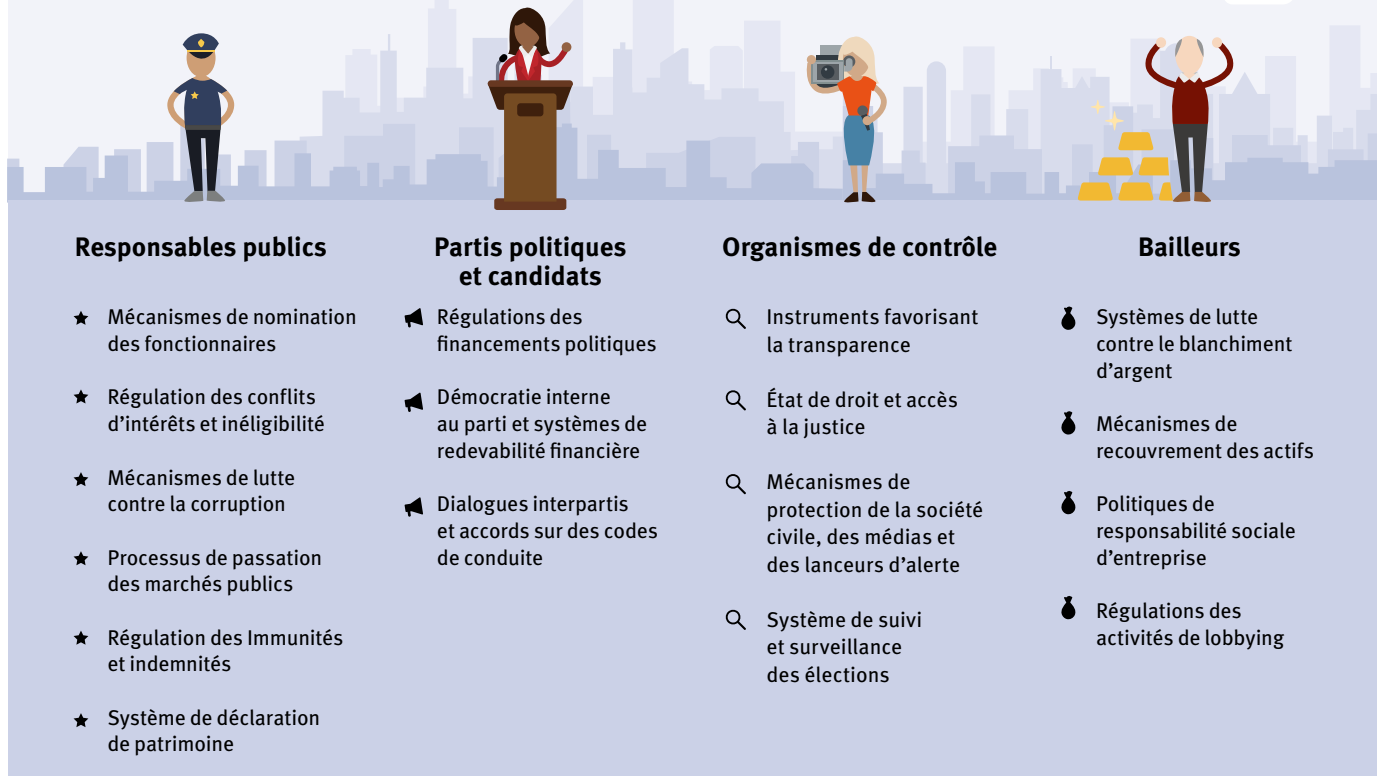 Responsables publics
Mécanismes de nomination
des fonctionnaires
Régulation des conflits
d’intérêts et inéligibilité
Mécanismes de lutte
contre la corruption
Processus de passation
des marchés publics
Régulation des Immunités
et indemnités
Système de déclaration
de patrimoine
Partis politiques
et candidats
Régulations des
financements politiques
Démocratie interne
au parti et systèmes de
redevabilité financière
Dialogues interpartis
et accords sur des codes
de conduite
Organismes de contrôle
Instruments favorisant
la transparence
État de droit et accès
à la justice
Mécanismes de
protection de la société
civile, des médias et
des lanceurs d’alerte
Système de suivi
et surveillance
des élections
Bailleurs
Systèmes de lutte
contre le blanchiment
d’argent
Mécanismes de
recouvrement des actifs
Politiques de
responsabilité sociale
d’entreprise
Régulations des
activités de lobbying